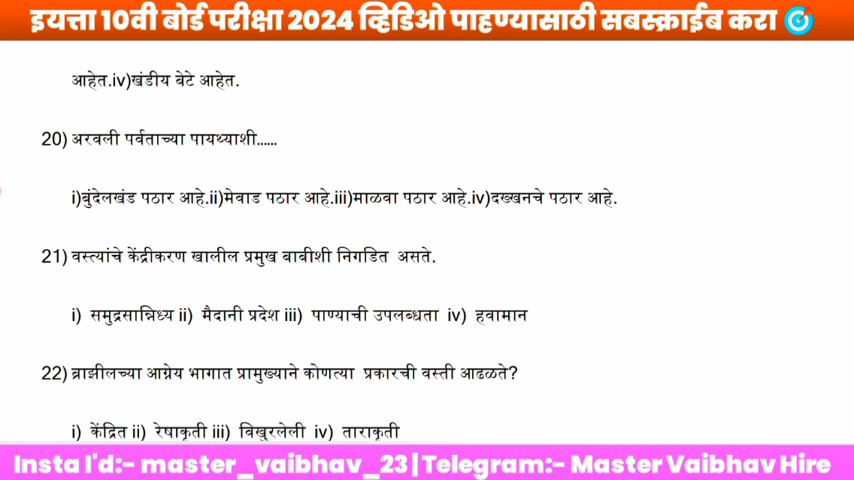 इयत्ता 10वी बोर्ड परीक्षा 2024 व्हिडिओ पाहण्यासाठी सबस्क्राईब करा
आहेत.iv)खंडीय बेटे आहेत.
20) अरवली पर्वताच्या पायथ्याशी......
i)बुंदेलखंड पठार आहे.ii)मेवाड पठार आहे.iii)माळवा पठार आहे.iv)दख्खनचे पठार आहे.
21) वस्त्यांचे केंद्रीकरण खालील प्रमुख बाबीशी निगडित असते.
i) समुद्रसान्निध्य ii) मैदानी प्रदेश iii) पाण्याची उपलब्धता iv) हवामान
22) ब्राझीलच्या आग्नेय भागात प्रामुख्याने कोणत्या प्रकारची वस्ती आढळते?
i) केंद्रित ii) रेषाकृती iii) विखुरलेली iv) ताराकृती
Insta I'd:- master_vaibhav_23|Telegram:- Master Vaibhav Hire